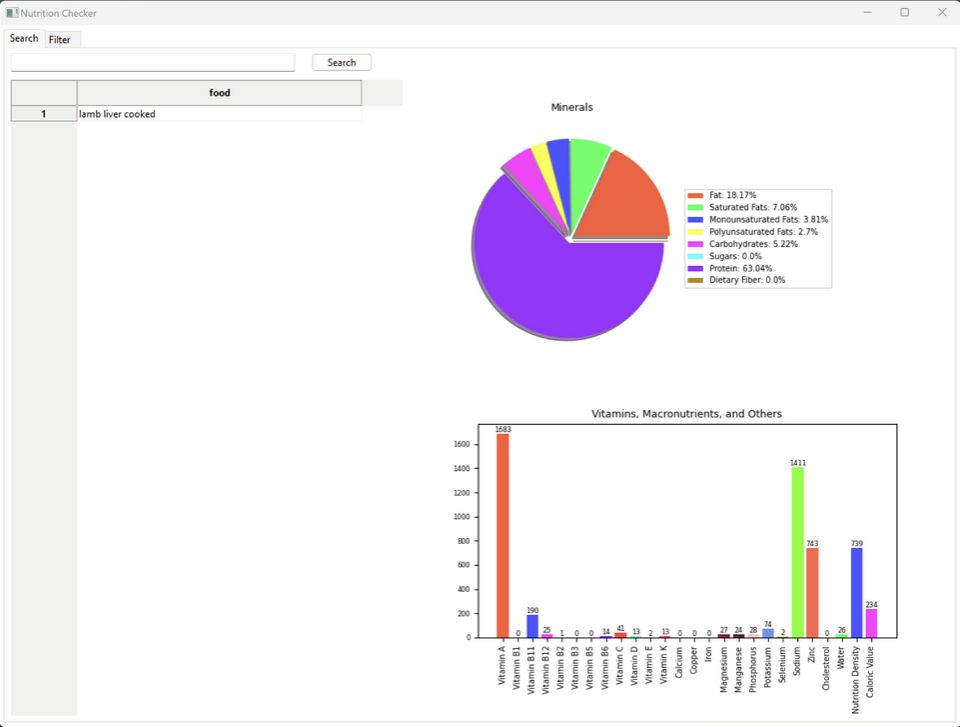 Nutrition Checker
Search
Filter
Search
food
1
lamb liver cooked
Minerals
Fat: 18.17%
Saturated Fats: 7.06%
Monounsaturated Fats: 3.81%
Polyunsaturated Fats: 2.7%
Carbohydrates: 5.22%
Sugars: 0.0%
Protein: 63.04%
Dietary Fiber: 0.0%
Vitamins, Macronutrients, and Others
1600
1400
1200
1000
800
600
400
200
0
1683
0
190
25
1
0
0
14
41
13
2
13
0
0
0
27
24
28
74
2
1411
743
0
26
739
234
Vitamin A
Vitamin B1
Vitamin B11
Vitamin B12
Vitamin B2
Vitamin B3
Vitamin B5
Vitamin B6
Vitamin C
Vitamin D
Vitamin E
Vitamin K
Calcium
Copper
Iron
Magnesium
Manganese
Phosphorus
Potassium
Selenium
Sodium
Zinc
Cholesterol
Water
Nutrition Density
Caloric Value